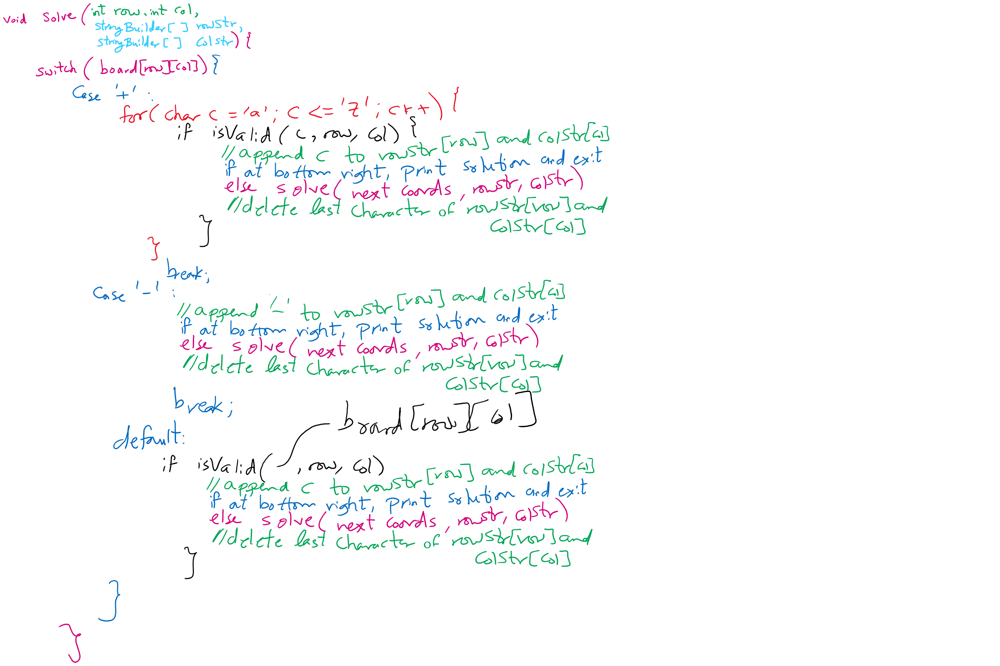 void solve(int row, int col,
StringBuilder[] rowstr,
StringBuilder[] colstr){
switch(board[row][col]){
Case '+':
for(char c='a'; c<='z'; c++){
if isValid(c, row, col){
//append c to rowstr[row] and colstr[col]
if at bottom right, print solution and exit
else solve(next coords, rowstr, colstr)
//delete last character of rowstr[row] and
colstr[col]
}
}
break;
Case '-':
//append '-' to rowstr[row] and colstr[col]
if at bottom right, print solution and exit
else solve(next coords, rowstr, colstr)
//delete last character of rowstr[row] and
colstr[col]
break;
board[row][col]
default:
if isValid( , row, col)
//append c to rowstr[row] and colstr[col]
if at bottom right, print solution and exit
else solve(next coords, rowstr, colstr)
//delete last character of rowstr[row] and
colstr[col]
}
}
}